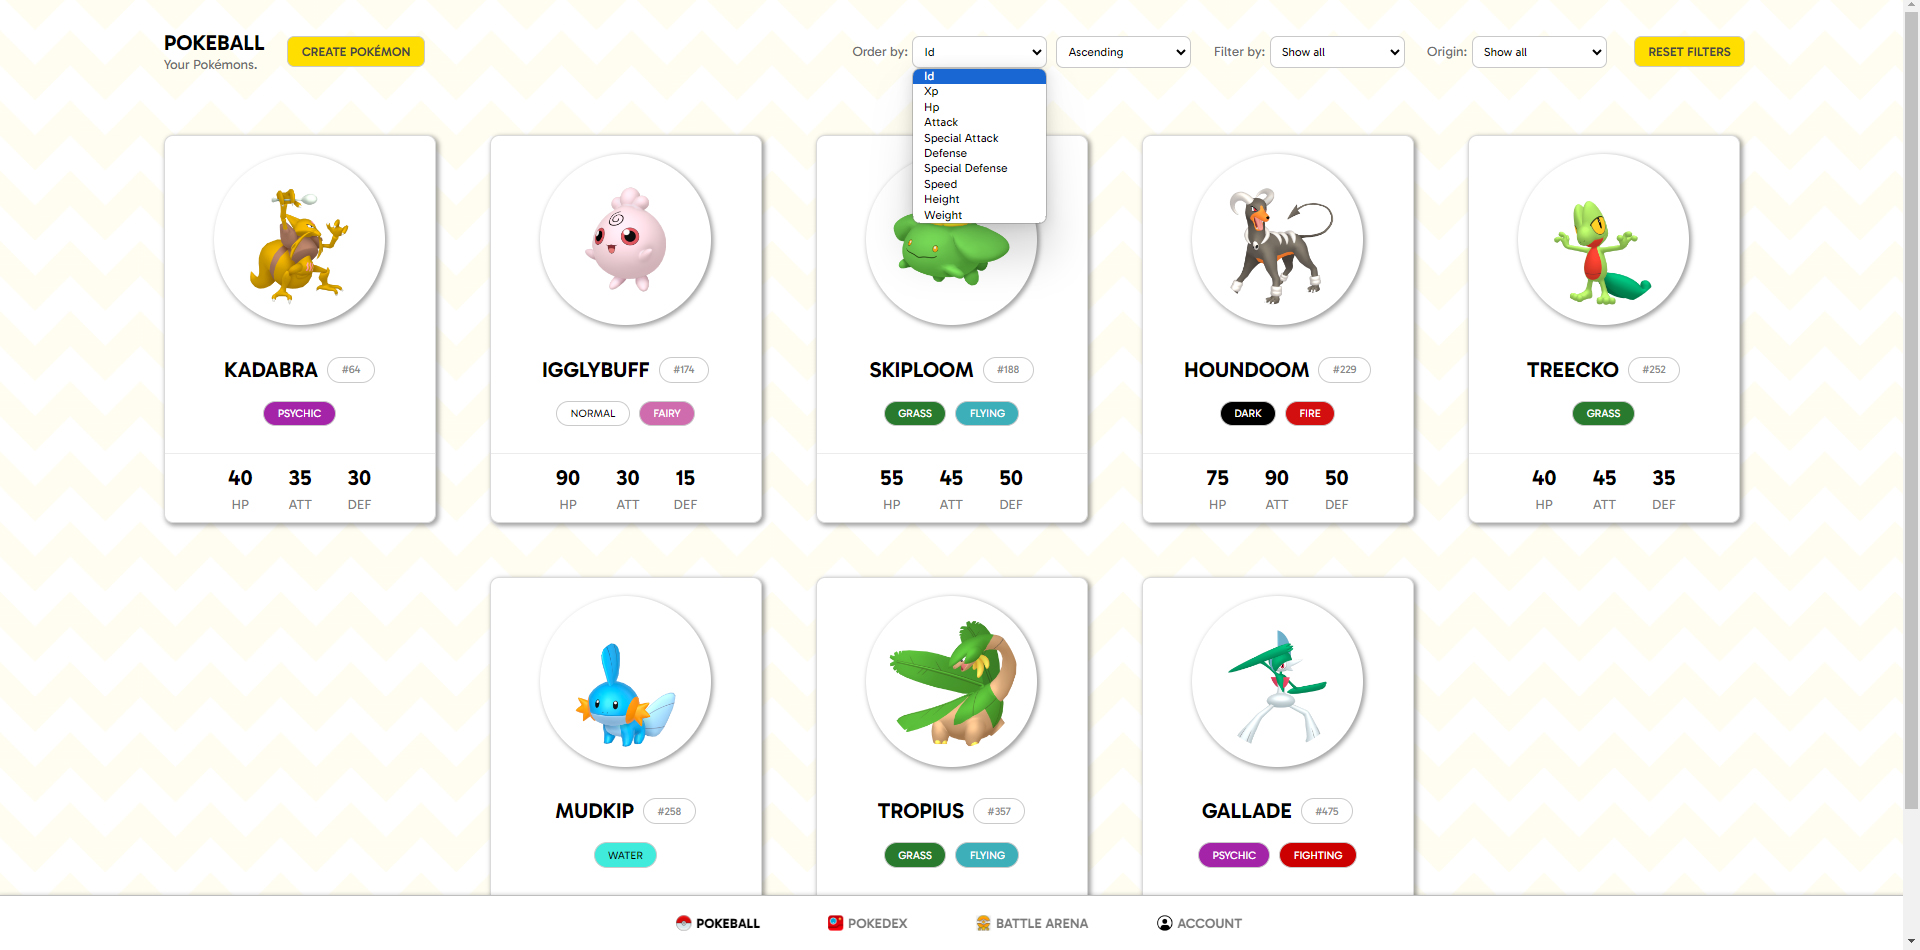 POKEBALL
Your Pokémons.
CREATE POKÉMON
Order by: Id Ascending Filter by: Show all Origin: Show all RESET FILTERS
Id
Xp
Hp
Attack
Special Attack
Defense
Special Defense
Speed
Height
Weight
KADABRA #64
PSYCHIC
40 35 30
HP ATT DEF
IGGLYBUFF #174
NORMAL FAIRY
90 30 15
HP ATT DEF
SKIPLOOM #188
GRASS FLYING
55 45 50
HP ATT DEF
HOUNDOOM #229
DARK FIRE
75 90 50
HP ATT DEF
TREECKO #252
GRASS
40 45 35
HP ATT DEF
MUDKIP #258
WATER
TROPIUS #357
GRASS FLYING
GALLADE #475
PSYCHIC FIGHTING
POKEBALL POKEDEX BATTLE ARENA ACCOUNT